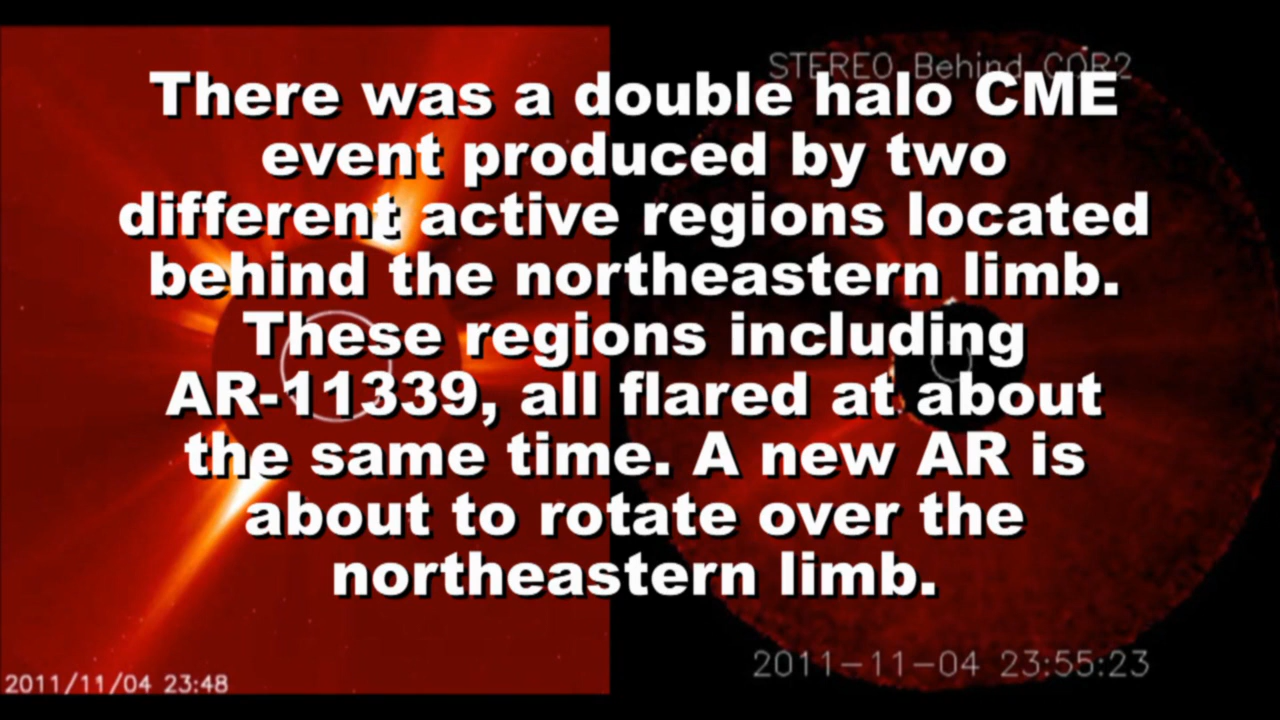 STEREO Behind COR2
There was a double halo CME
event produced by two
different active regions located
behind the northeastern limb.
These regions including
AR-11339, all flared at about
the same time. A new AR is
about to rotate over the
northeastern limb.
2011-11-04 23:55:23
2011/11/04 23:48